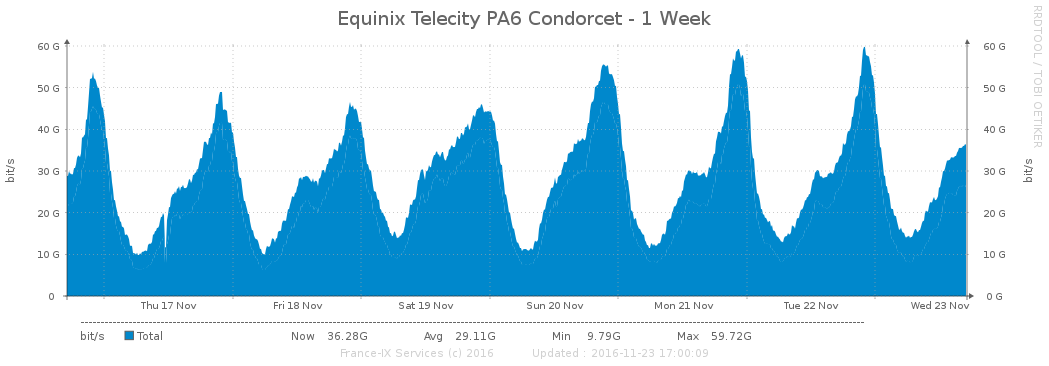 Equinix Telecity PA6 Condorcet - 1 Week
RRDTOOL / TOBI OETIKER
bit/s
bit/s
60 G 60 G
50 G 50 G
40 G 40 G
30 G 30 G
20 G 20 G
10 G 10 G
0 0 G
Thu 17 Nov Fri 18 Nov Sat 19 Nov Sun 20 Nov Mon 21 Nov Tue 22 Nov Wed 23 Nov
bit/s Total Now 36.28G Avg 29.11G Min 9.79G Max 59.72G
France-IX Services (c) 2016 Updated : 2016-11-23 17:00:09